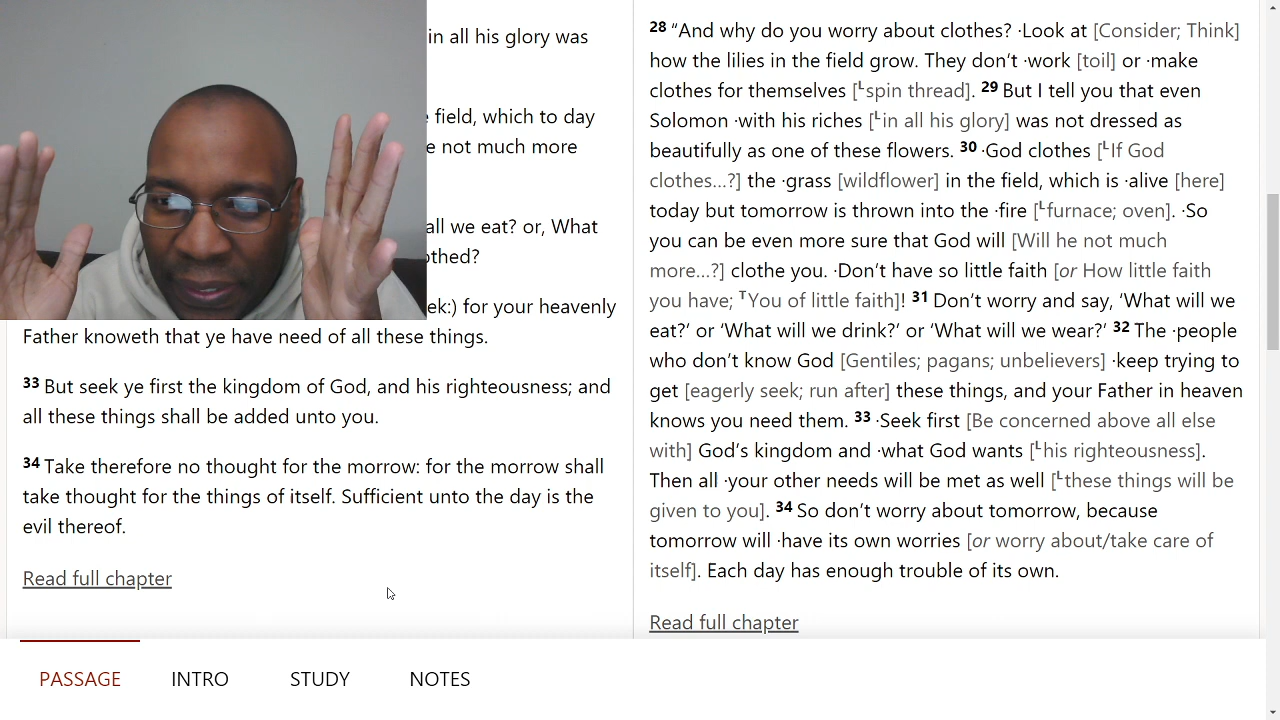 in all his glory was
field, which to day
not much more
all we eat? or, What
othed?
ek:) for your heavenly
Father knoweth that ye have need of all these things.
33 But seek ye first the kingdom of God, and his righteousness; and
all these things shall be added unto you.
34 Take therefore no thought for the morrow: for the morrow shall
take thought for the things of itself. Sufficient unto the day is the
evil thereof.
Read full chapter
28 “And why do you worry about clothes? ·Look at [Consider; Think]
how the lilies in the field grow. They don’t ·work [toil] or ·make
clothes for themselves [ᴸspin thread]. 29 But I tell you that even
Solomon ·with his riches [ᴸin all his glory] was not dressed as
beautifully as one of these flowers. 30 ·God clothes [ᴸIf God
clothes…?] the ·grass [wildflower] in the field, which is ·alive [here]
today but tomorrow is thrown into the ·fire [ᴸfurnace; oven]. ·So
you can be even more sure that God will [Will he not much
more…?] clothe you. ·Don’t have so little faith [or How little faith
you have; ᵀYou of little faith]! 31 Don’t worry and say, ‘What will we
eat?’ or ‘What will we drink?’ or ‘What will we wear?’ 32 The ·people
who don’t know God [Gentiles; pagans; unbelievers] ·keep trying to
get [eagerly seek; run after] these things, and your Father in heaven
knows you need them. 33 ·Seek first [Be concerned above all else
with] God’s kingdom and ·what God wants [ᴸhis righteousness].
Then all ·your other needs will be met as well [ᴸthese things will be
given to you]. 34 So don’t worry about tomorrow, because
tomorrow will ·have its own worries [or worry about/take care of
itself]. Each day has enough trouble of its own.
Read full chapter
PASSAGE INTRO STUDY NOTES